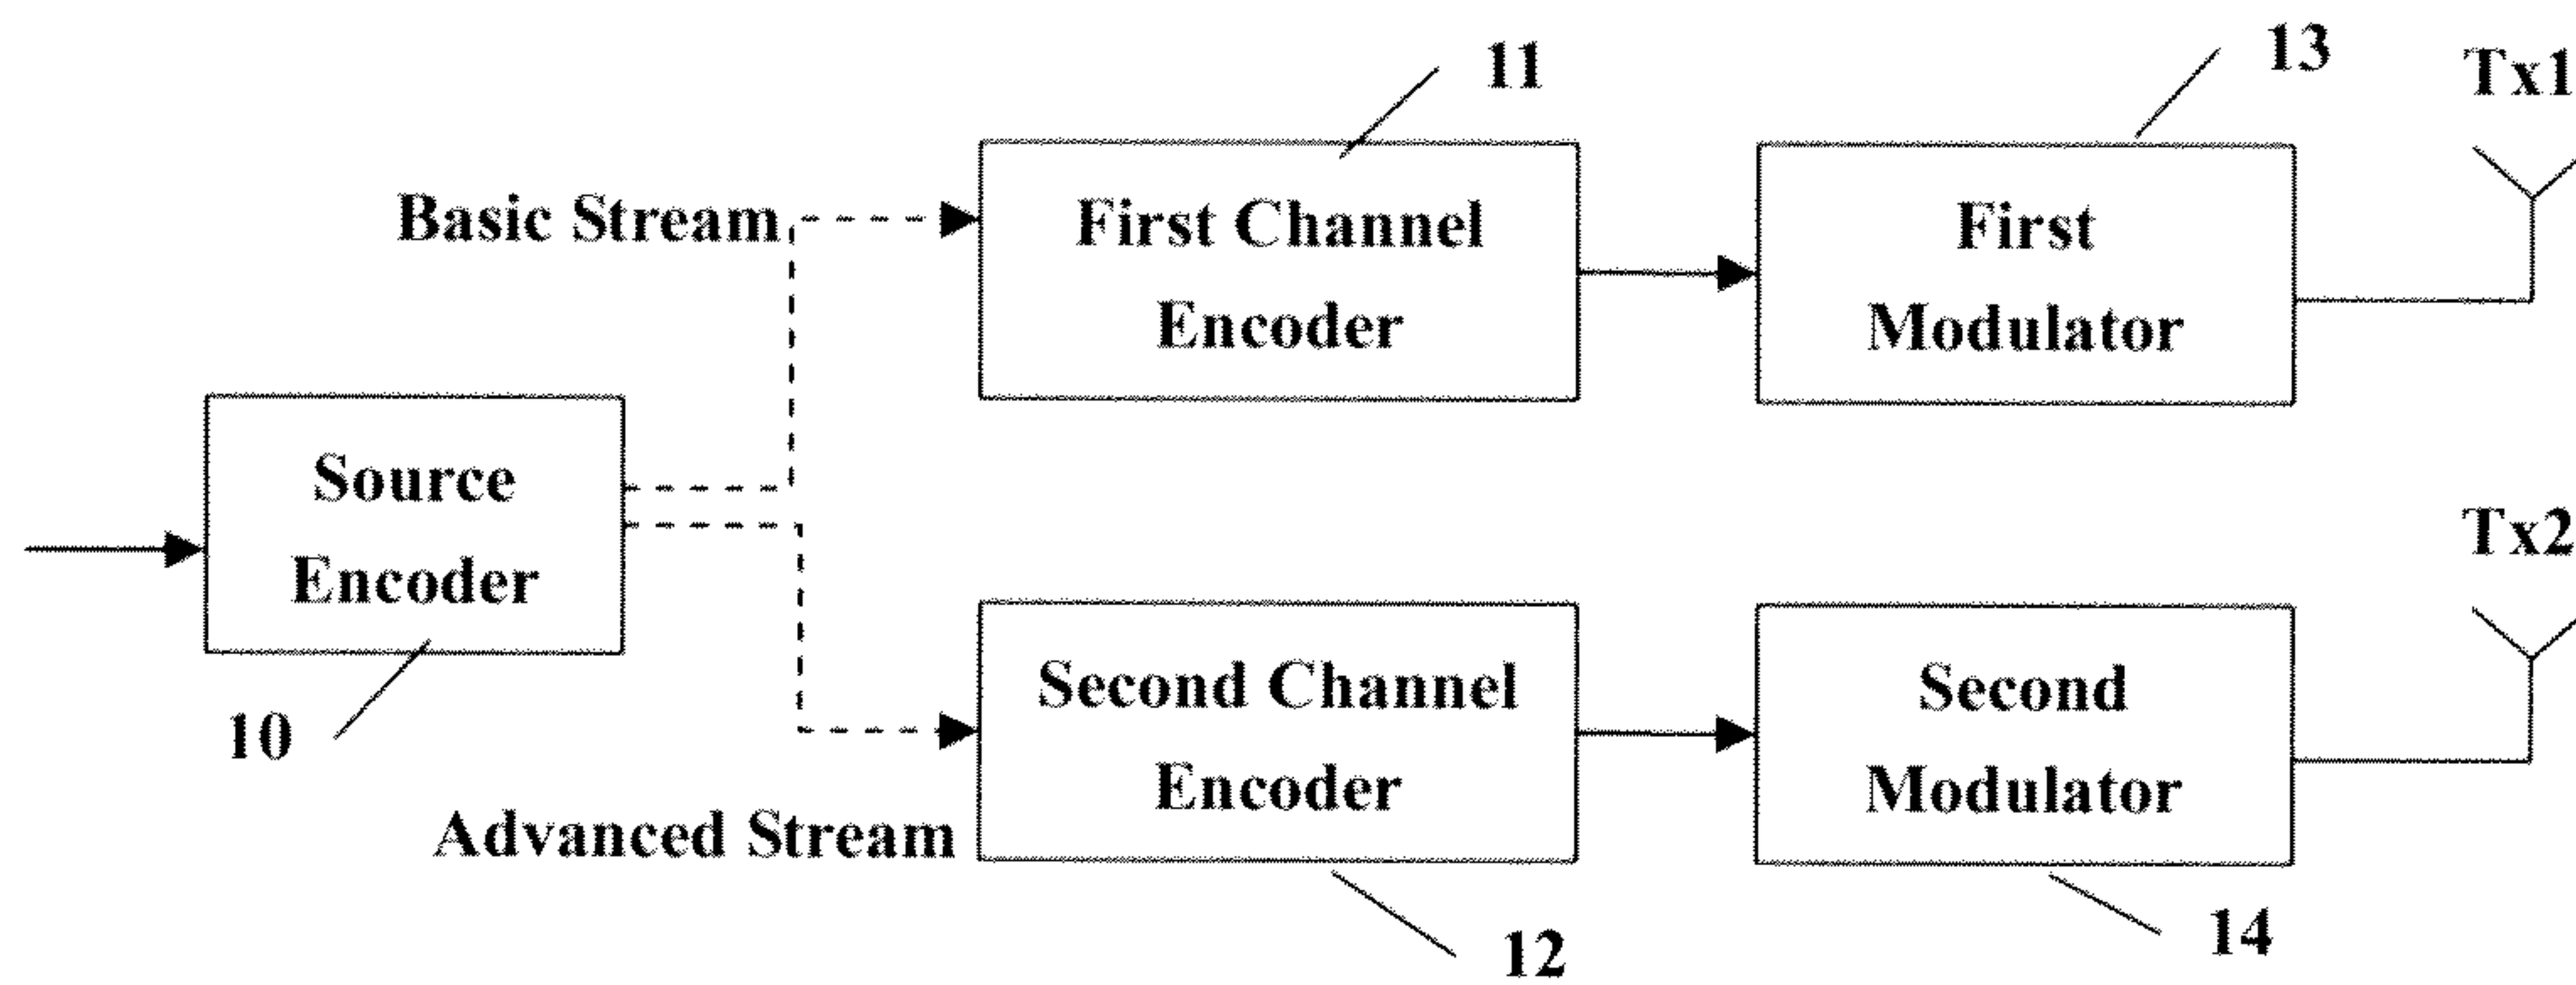 11
13
Tx1
Basic Stream
First Channel
Encoder
First
Modulator
Source
Encoder
10
Tx2
Second Channel
Encoder
Second
Modulator
Advanced Stream
12
14